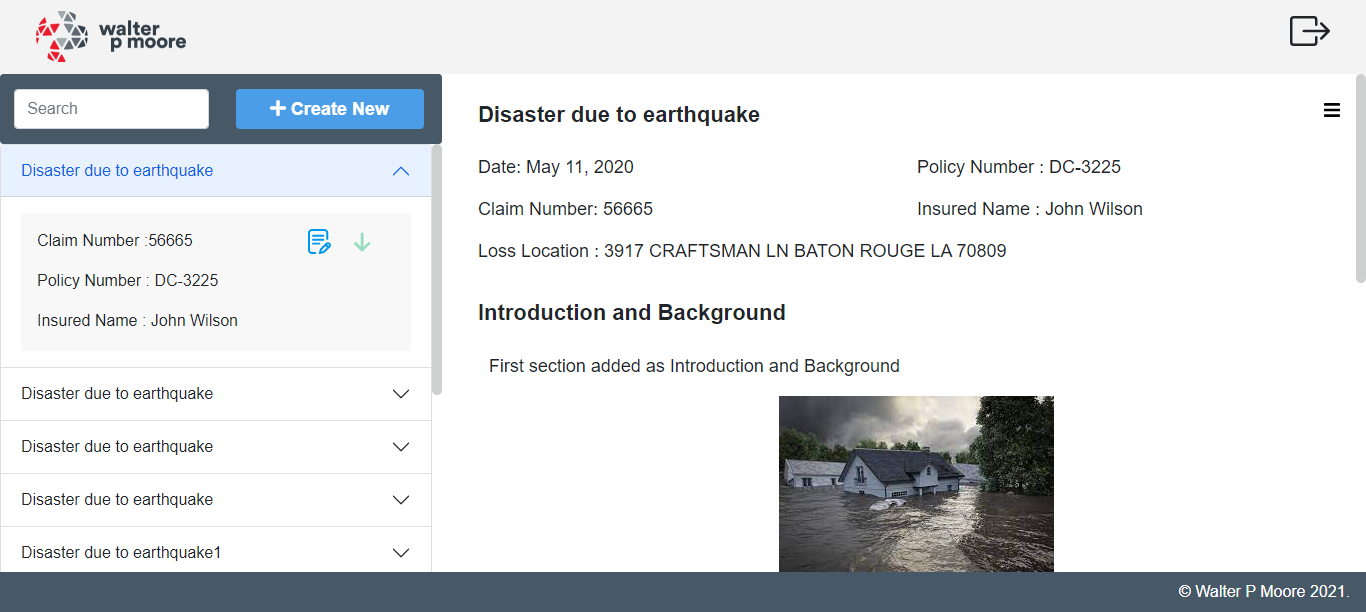 walter
p moore
Search
Create New
Disaster due to earthquake
Claim Number :56665
Policy Number : DC-3225
Insured Name : John Wilson
Disaster due to earthquake
Disaster due to earthquake
Disaster due to earthquake
Disaster due to earthquake1
Disaster due to earthquake
Date: May 11, 2020
Policy Number : DC-3225
Claim Number: 56665
Insured Name : John Wilson
Loss Location : 3917 CRAFTSMAN LN BATON ROUGE LA 70809
Introduction and Background
First section added as Introduction and Background
© Walter P Moore 2021.